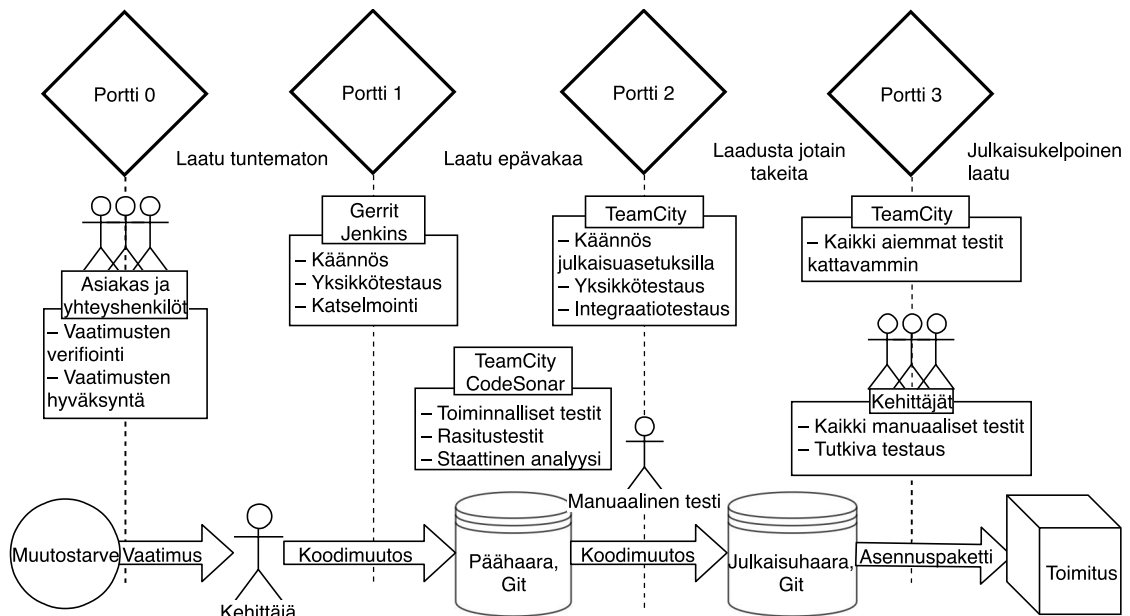 Portti 0
Portti 1
Portti 2
Portti 3
Laatu tuntematon
Laatu epävakaa
Laadusta jotain
takeita
Julkaisukelpoinen
laatu
Asiakas ja
yhteyshenkilöt
– Vaatimusten
verifiointi
– Vaatimusten
hyväksyntä
Gerrit
Jenkins
– Käännös
– Yksikkötestaus
– Katselmointi
TeamCity
CodeSonar
– Toiminnalliset testit
– Rasitustestit
– Staattinen analyysi
TeamCity
– Käännös
julkaisuasetuksilla
– Yksikkötestaus
– Integraatiotestaus
Manuaalinen testi
TeamCity
– Kaikki aiemmat testit
kattavammin
Kehittäjät
– Kaikki manuaaliset testit
– Tutkiva testaus
Muutostarve
Vaatimus
Kehittäjä
Koodimuutos
Päähaara,
Git
Koodimuutos
Julkaisuhaara,
Git
Asennuspaketti
Toimitus